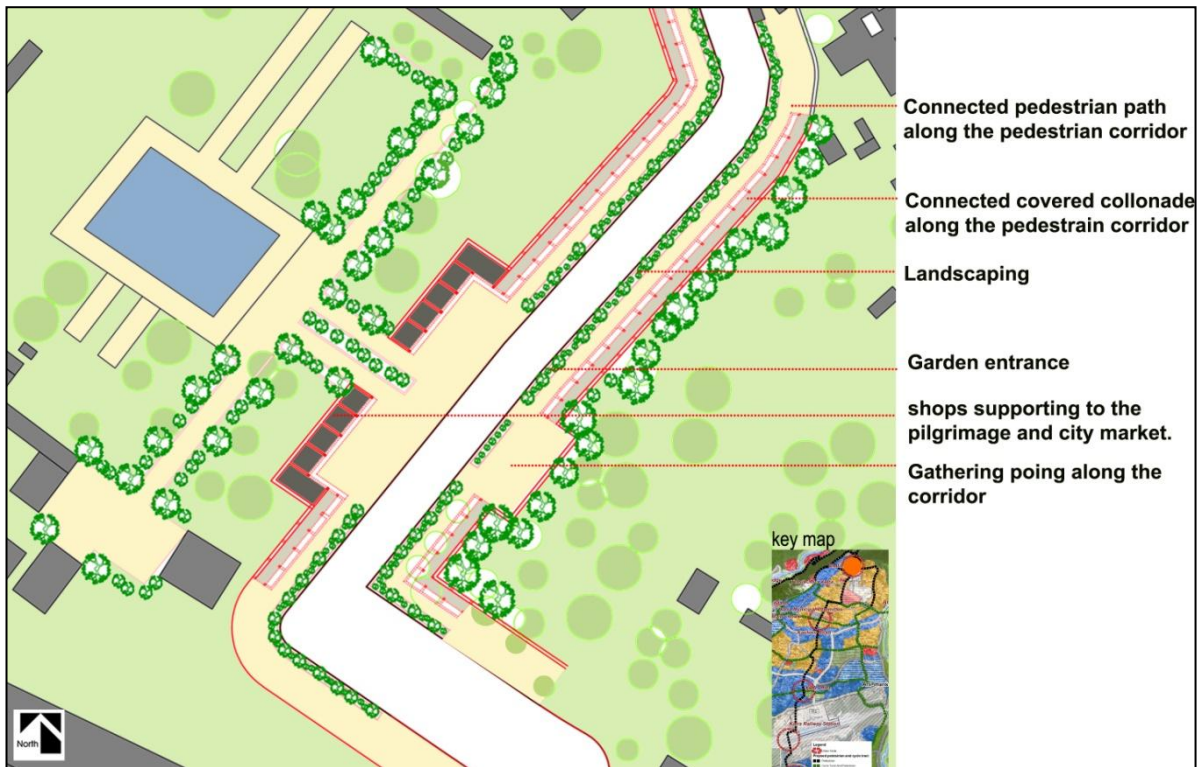 Connected pedestrian path
along the pedestrian corridor
Connected covered collonade
along the pedestrain corridor
Landscaping
Garden entrance
shops supporting to the
pilgrimage and city market.
Gathering poing along the
corridor
key map
Legend
North